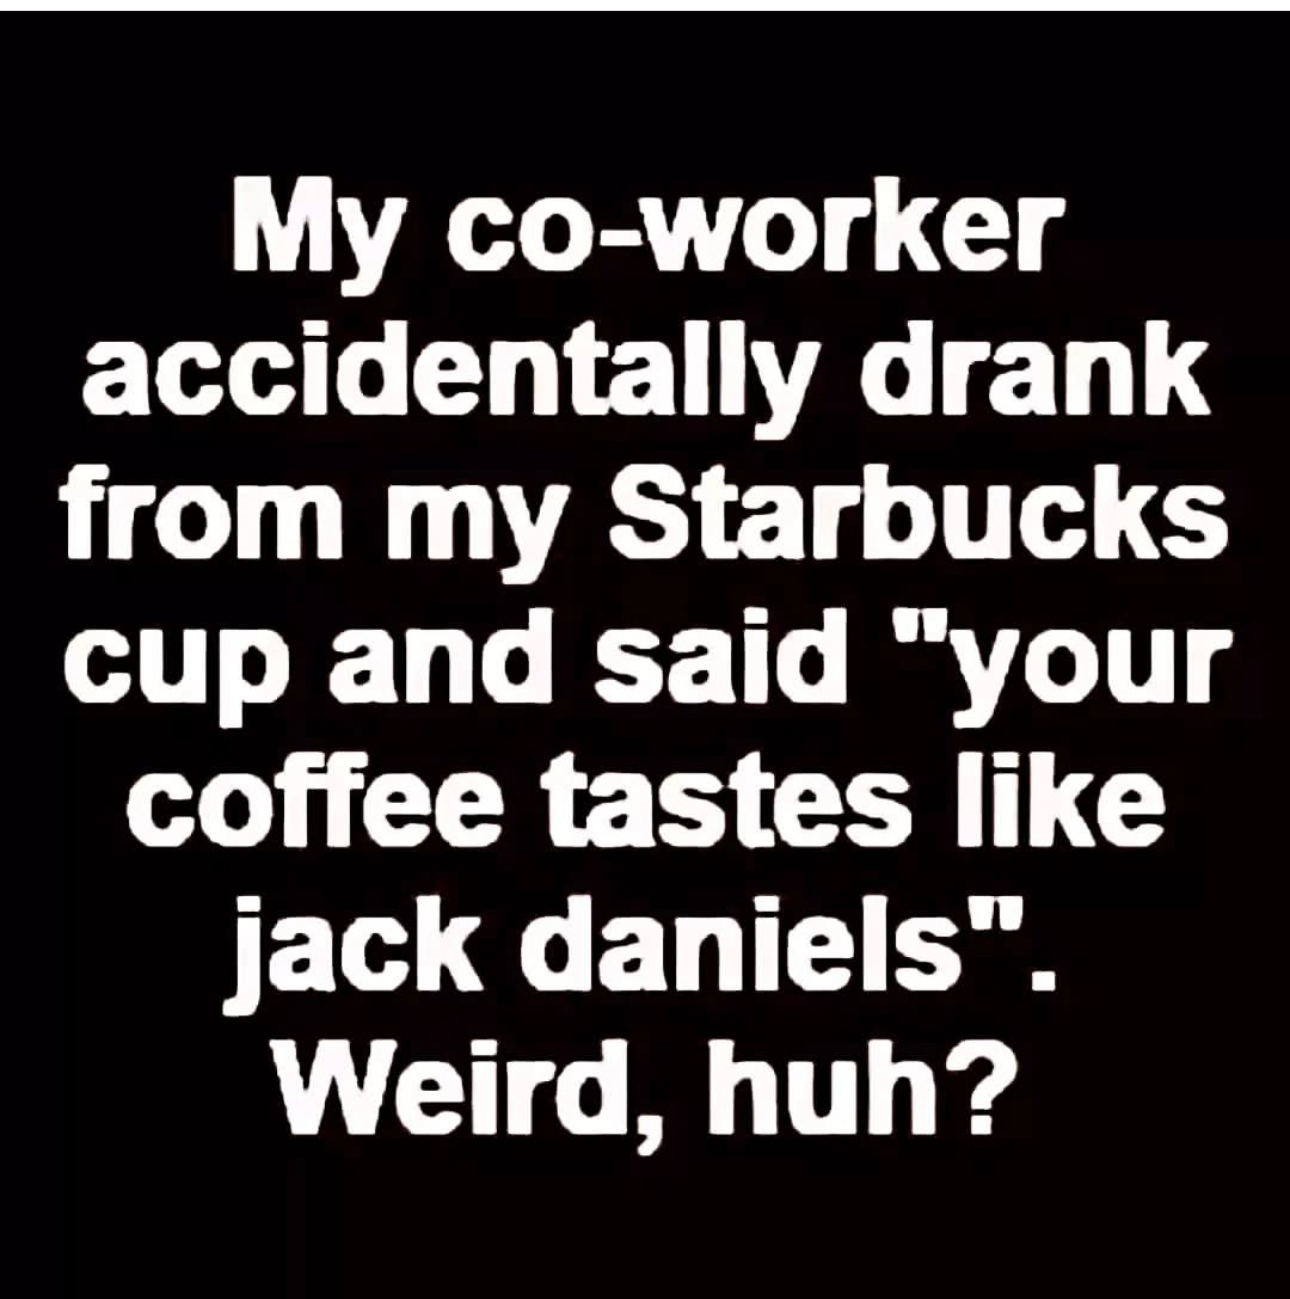 My co-worker
accidentally drank
from my Starbucks
cup and said "your
coffee tastes like
jack daniels".
Weird, huh?